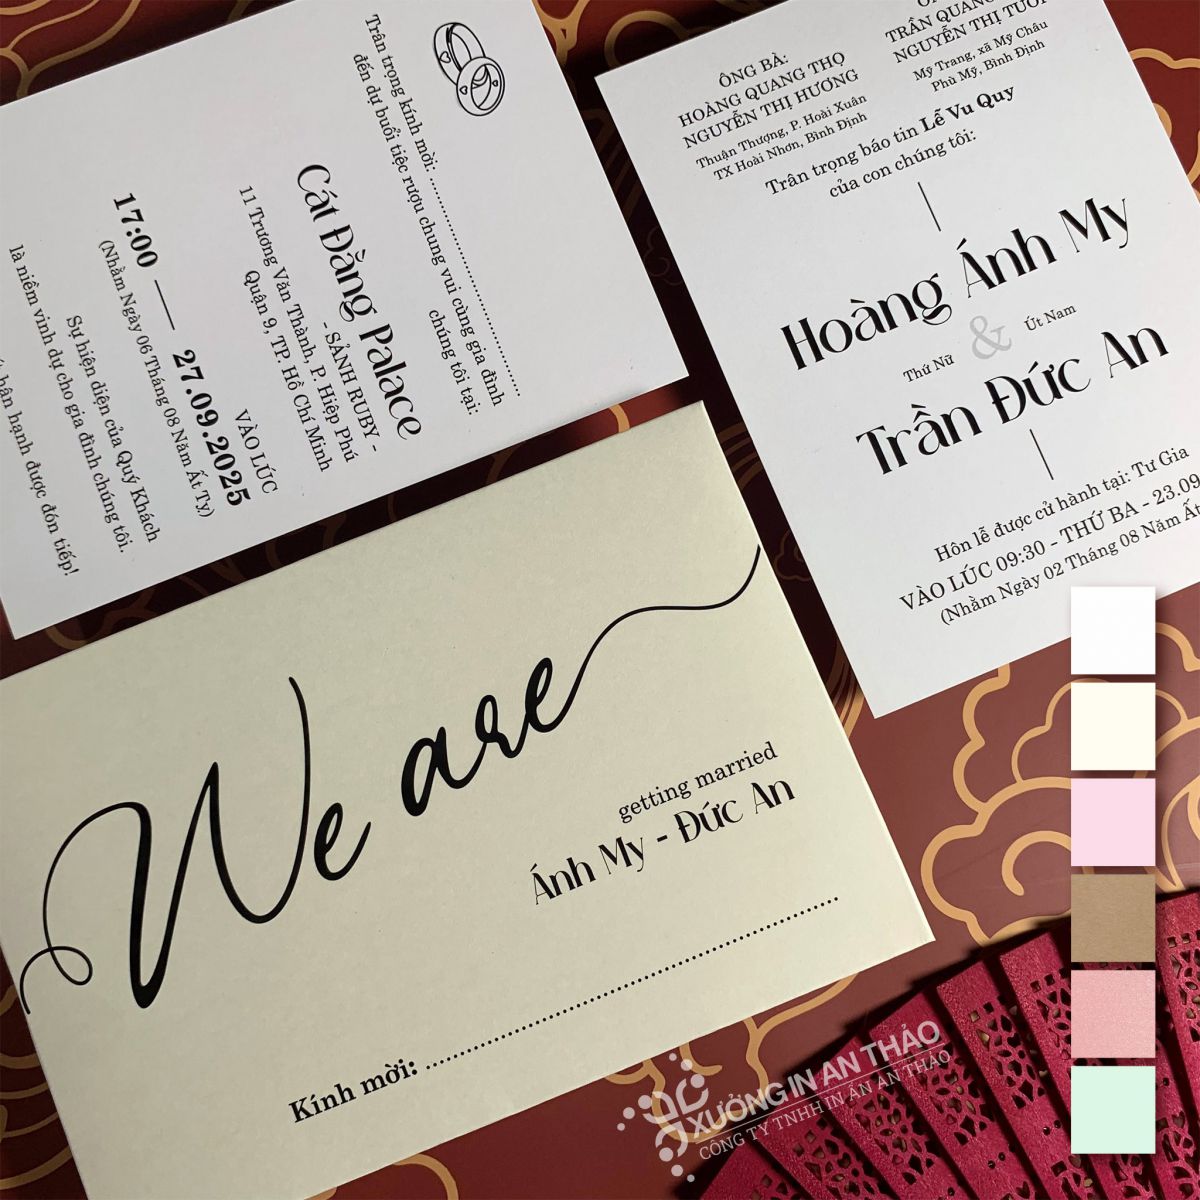 Trân trọng kính mời: ..............................
đến dự buổi tiệc rượu chung vui cùng gia đình
chúng tôi tại:
Cát Đằng Palace
- SẢNH RUBY -
11 Trương Văn Thành, P. Hiệp Phú
Quận 9, TP. Hồ Chí Minh
VÀO LÚC
17:00 — 27.09.2025
(Nhằm Ngày 06 Tháng 08 Năm Ất Tỵ)
Sự hiện diện của Quý Khách
là niềm vinh dự cho gia đình chúng tôi.
hân hạnh được đón tiếp!
ÔNG BÀ:
HOÀNG QUANG THỌ
NGUYỄN THỊ HƯƠNG
Thuận Thượng, P. Hoài Xuân
TX Hoài Nhơn, Bình Định
TRẦN QUANG
NGUYỄN THỊ TƯƠI
Mỹ Trang, xã Mỹ Châu
Phù Mỹ, Bình Định
Trân trọng báo tin Lễ Vu Quy
của con chúng tôi:
Hoàng Ánh My
Thứ Nữ & Út Nam
Trần Đức An
Hôn lễ được cử hành tại: Tư Gia
VÀO LÚC 09:30 - THỨ BA - 23.09
(Nhằm Ngày 02 Tháng 08 Năm Ất
We are
getting married
Ánh My - Đức An
Kính mời: ..............................
XƯỞNG IN AN THẢO
CÔNG TY TNHH IN ẤN AN THẢO